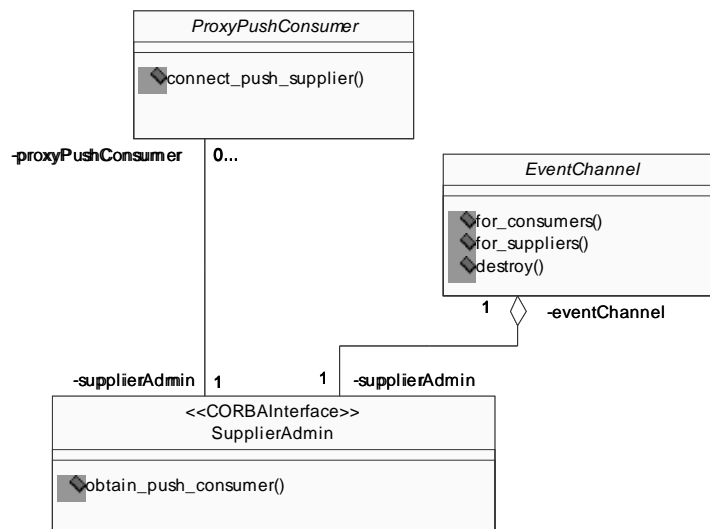 ProxyPushConsumer
connect_push_supplier()
-proxyPushConsumer
0...
EventChannel
for_consumers()
for_suppliers()
destroy()
1
-eventChannel
-supplierAdmin
1
1
-supplierAdmin
<<CORBAInterface>>
SupplierAdmin
obtain_push_consumer()